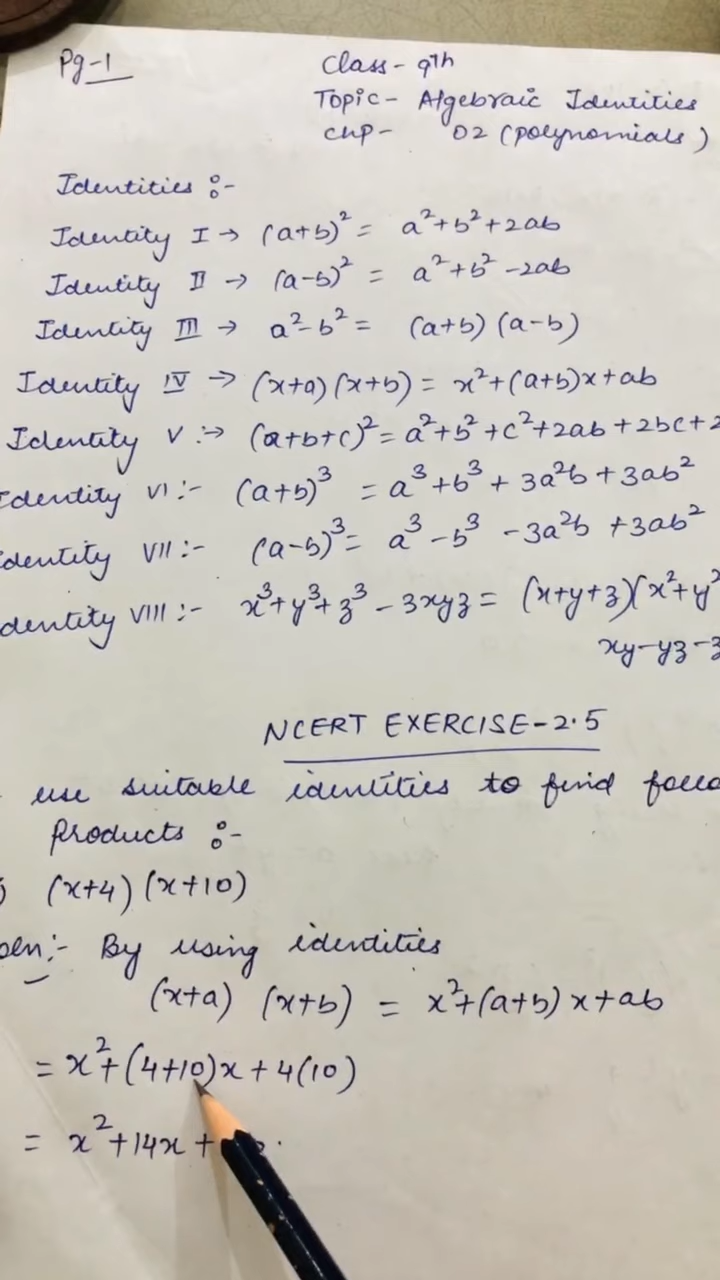 Pg-1
Class- 9th
Topic- Algebraic Identities
Chp- 02 (polynomials)
Identities :-
Identity I → (a+b)² = a²+b²+2ab
Identity II → (a-b)² = a²+b²-2ab
Identity III → a²-b² = (a+b) (a-b)
Identity IV → (x+a) (x+b) = x²+(a+b)x+ab
Identity V :→ (a+b+c)² = a²+b²+c²+2ab+2bc+2
dentity VI :- (a+b)³ = a³+b³+3a²b+3ab²
dentity VII :- (a-b)³ = a³-b³-3a²b+3ab²
dentity VIII :- x³+y³+z³-3xyz = (x+y+z)(x²+y²
xy-yz-z
NCERT EXERCISE-2.5
use suitable identities to find
Products :-
(x+4) (x+10)
oln:- By using identities
(x+a) (x+b) = x²+(a+b)x+ab
= x²+(4+10)x+4(10)
= x²+14x+